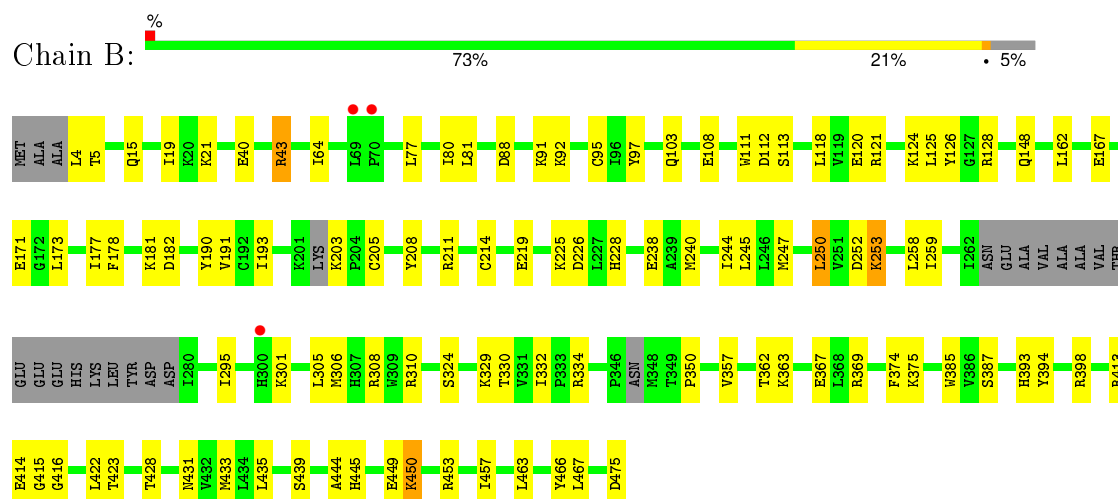 %
Chain B:
73% 21% • 5%
MET ALA ALA L4 T5 Q15 I19 K20 K21 E40 R43 I64 L69 P70 L77 I80 L81 D88 K91 K92 C95 I96 Y97 Q103 E108 W111 D112 S113 L118 V119 E120 R121 K124 L125 Y126 G127 R128 Q148 L162 E167
E171 G172 L173 I177 F178 K181 D182 Y190 V191 C192 I193 K201 LYS K203 P204 C205 Y208 R211 C214 E219 K225 D226 L227 H228 E238 A239 M240 I244 L245 L246 M247 L250 V251 D252 K253 L258 I259 I262 ASN GLU ALA VAL ALA ALA VAL THR
GLU GLU GLU HIS LYS LEU TYR ASP ASP I280 I295 H300 K301 L305 M306 H307 R308 W309 R310 S324 K329 T330 V331 I332 P333 R334 P346 ASN M348 T349 P350 V357 T362 K363 E367 L368 R369 F374 K375 W385 V386 S387 H393 Y394 R398 R413
E414 G415 G416 L422 T423 T428 N431 V432 M433 L434 L435 S439 A444 H445 E449 K450 R453 I457 L463 Y466 L467 D475